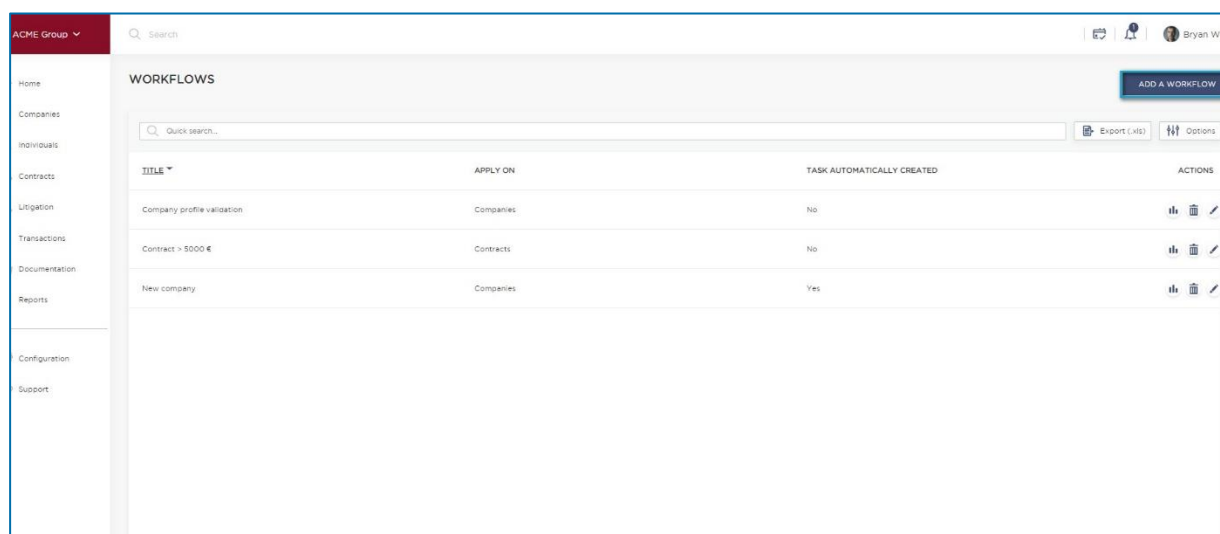 ACME Group
Search
1
Bryan W
Home
Companies
Individuals
Contracts
Litigation
Transactions
Documentation
Reports
Configuration
Support
WORKFLOWS
ADD A WORKFLOW
Quick search...
Export (.xls)
Options
TITLE APPLY ON TASK AUTOMATICALLY CREATED ACTIONS
Company profile validation Companies No
Contract > 5000 € Contracts No
New company Companies Yes